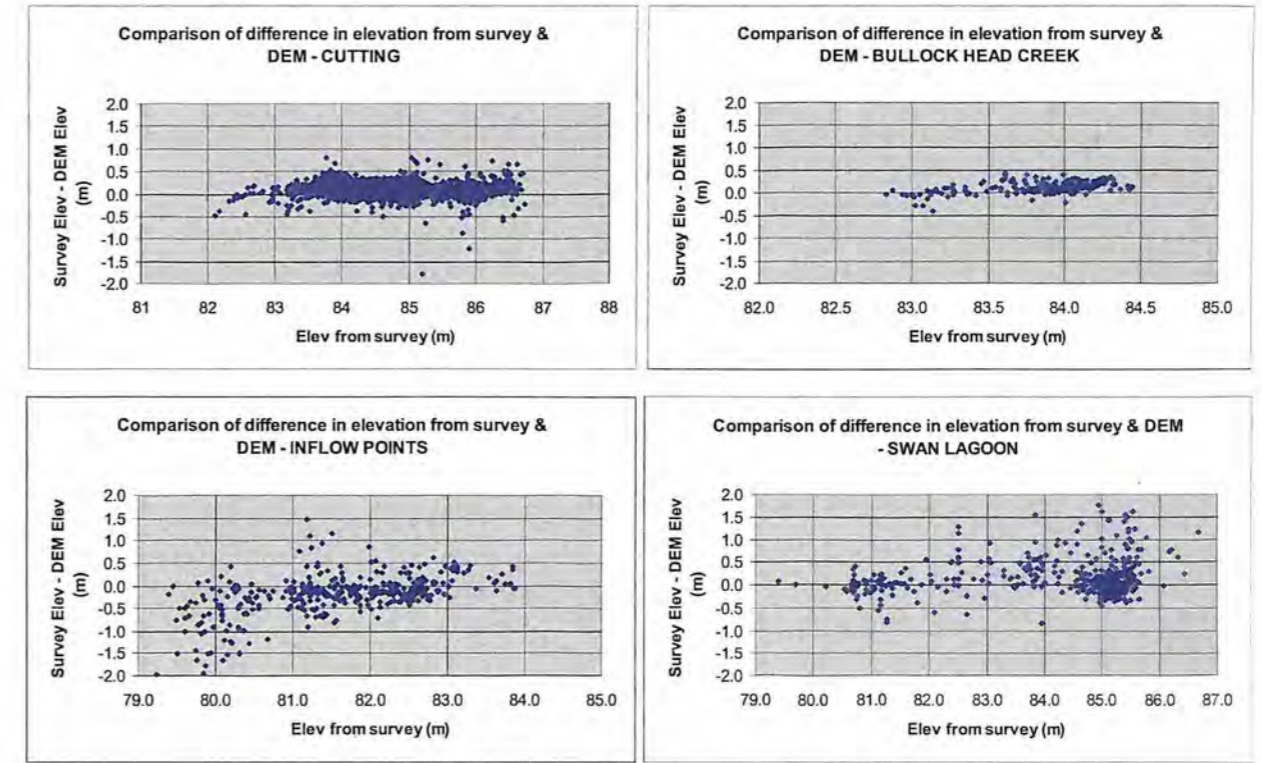 Comparison of difference in elevation from survey &
DEM - CUTTING
Survey Elev - DEM Elev
(m)
2.0
1.5
1.0
0.5
0.0
-0.5
-1.0
-1.5
-2.0
81 82 83 84 85 86 87 88
Elev from survey (m)
Comparison of difference in elevation from survey &
DEM - BULLOCK HEAD CREEK
Survey Elev - DEM Elev
(m)
2.0
1.5
1.0
0.5
0.0
-0.5
-1.0
-1.5
-2.0
82.0 82.5 83.0 83.5 84.0 84.5 85.0
Elev from survey (m)
Comparison of difference in elevation from survey &
DEM - INFLOW POINTS
Survey Elev - DEM Elev
(m)
2.0
1.5
1.0
0.5
0.0
-0.5
-1.0
-1.5
-2.0
79.0 80.0 81.0 82.0 83.0 84.0 85.0
Elev from survey (m)
Comparison of difference in elevation from survey & DEM
- SWAN LAGOON
Survey Elev - DEM Elev
(m)
2.0
1.5
1.0
0.5
0.0
-0.5
-1.0
-1.5
-2.0
79.0 80.0 81.0 82.0 83.0 84.0 85.0 86.0 87.0
Elev from survey (m)